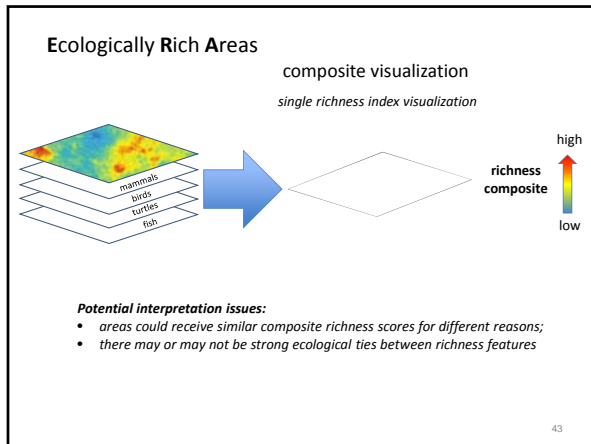 Ecologically Rich Areas
composite visualization
single richness index visualization
mammals
birds
turtles
fish
high
richness
composite
low
Potential interpretation issues:
• areas could receive similar composite richness scores for different reasons;
• there may or may not be strong ecological ties between richness features
43